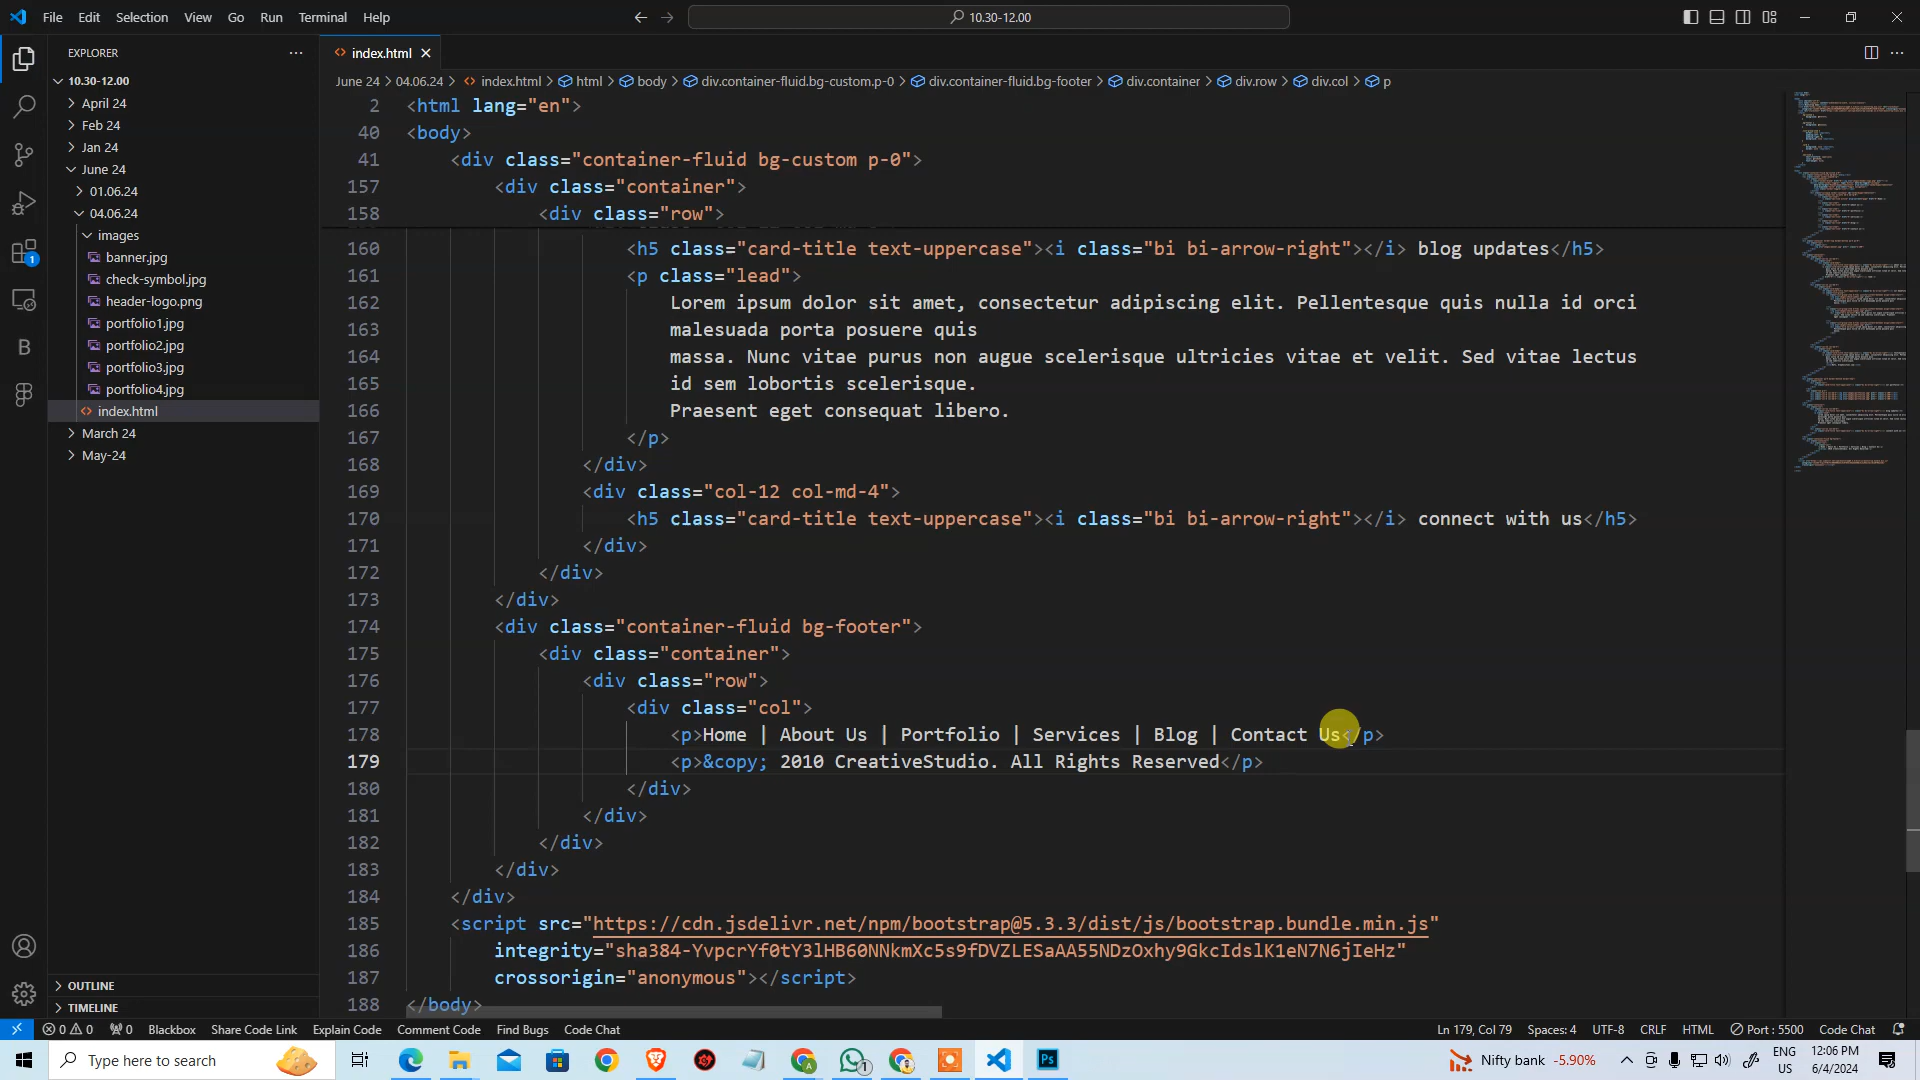 File Edit Selection View Go Run Terminal Help
10.30-12.00
EXPLORER
index.html
10.30-12.00
April 24
Feb 24
Jan 24
June 24
01.06.24
04.06.24
images
banner.jpg
check-symbol.jpg
header-logo.png
portfolio1.jpg
portfolio2.jpg
portfolio3.jpg
portfolio4.jpg
index.html
March 24
May-24
OUTLINE
TIMELINE
June 24 > 04.06.24 > index.html > html > body > div.container-fluid.bg-custom.p-0 > div.container-fluid.bg-footer > div.container > div.row > div.col > p
2 <html lang="en">
40 <body>
41 <div class="container-fluid bg-custom p-0">
157 <div class="container">
158 <div class="row">
160 <h5 class="card-title text-uppercase"><i class="bi bi-arrow-right"></i> blog updates</h5>
161 <p class="lead">
162 Lorem ipsum dolor sit amet, consectetur adipiscing elit. Pellentesque quis nulla id orci
163 malesuada porta posuere quis
164 massa. Nunc vitae purus non augue scelerisque ultricies vitae et velit. Sed vitae lectus
165 id sem lobortis scelerisque.
166 Praesent eget consequat libero.
167 </p>
168 </div>
169 <div class="col-12 col-md-4">
170 <h5 class="card-title text-uppercase"><i class="bi bi-arrow-right"></i> connect with us</h5>
171 </div>
172 </div>
173 </div>
174 <div class="container-fluid bg-footer">
175 <div class="container">
176 <div class="row">
177 <div class="col">
178 <p>Home | About Us | Portfolio | Services | Blog | Contact Us</p>
179 <p>&copy; 2010 CreativeStudio. All Rights Reserved</p>
180 </div>
181 </div>
182 </div>
183 </div>
184 </div>
185 <script src="https://cdn.jsdelivr.net/npm/bootstrap@5.3.3/dist/js/bootstrap.bundle.min.js"
186 integrity="sha384-YvpcrYf0tY3lHB60NNkmXc5s9fDVZLESaAA55NDzOxhy9GkcIdslK1eN7N6jIeHz"
187 crossorigin="anonymous"></script>
188 </body>
0 0 0 Blackbox Share Code Link Explain Code Comment Code Find Bugs Code Chat
Ln 179, Col 79 Spaces: 4 UTF-8 CRLF HTML Port : 5500 Code Chat
Type here to search
Nifty bank -5.90%
ENG
US
12:06 PM
6/4/2024